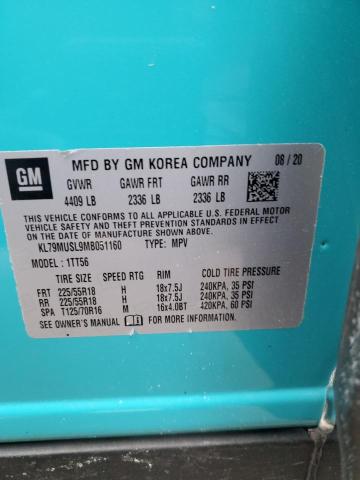 GM
MFD BY GM KOREA COMPANY 08 / 20
GVWR GAWR FRT GAWR RR
4409 LB 2336 LB 2336 LB
THIS VEHICLE CONFORMS TO ALL APPLICABLE U.S. FEDERAL MOTOR
VEHICLE SAFETY AND THEFT PREVENTION STANDARDS IN EFFECT
ON THE DATE OF MANUFACTURE SHOWN ABOVE.
KL79MUSL9MB051160 TYPE: MPV
MODEL : 1TT56
TIRE SIZE SPEED RTG RIM COLD TIRE PRESSURE
FRT 225/55R18 H 18x7.5J 240KPA, 35 PSI
RR 225/55R18 H 18x7.5J 240KPA, 35 PSI
SPA T125/70R16 M 16x4.0BT 420KPA, 60 PSI
SEE OWNER'S MANUAL FOR MORE INFORMATION.